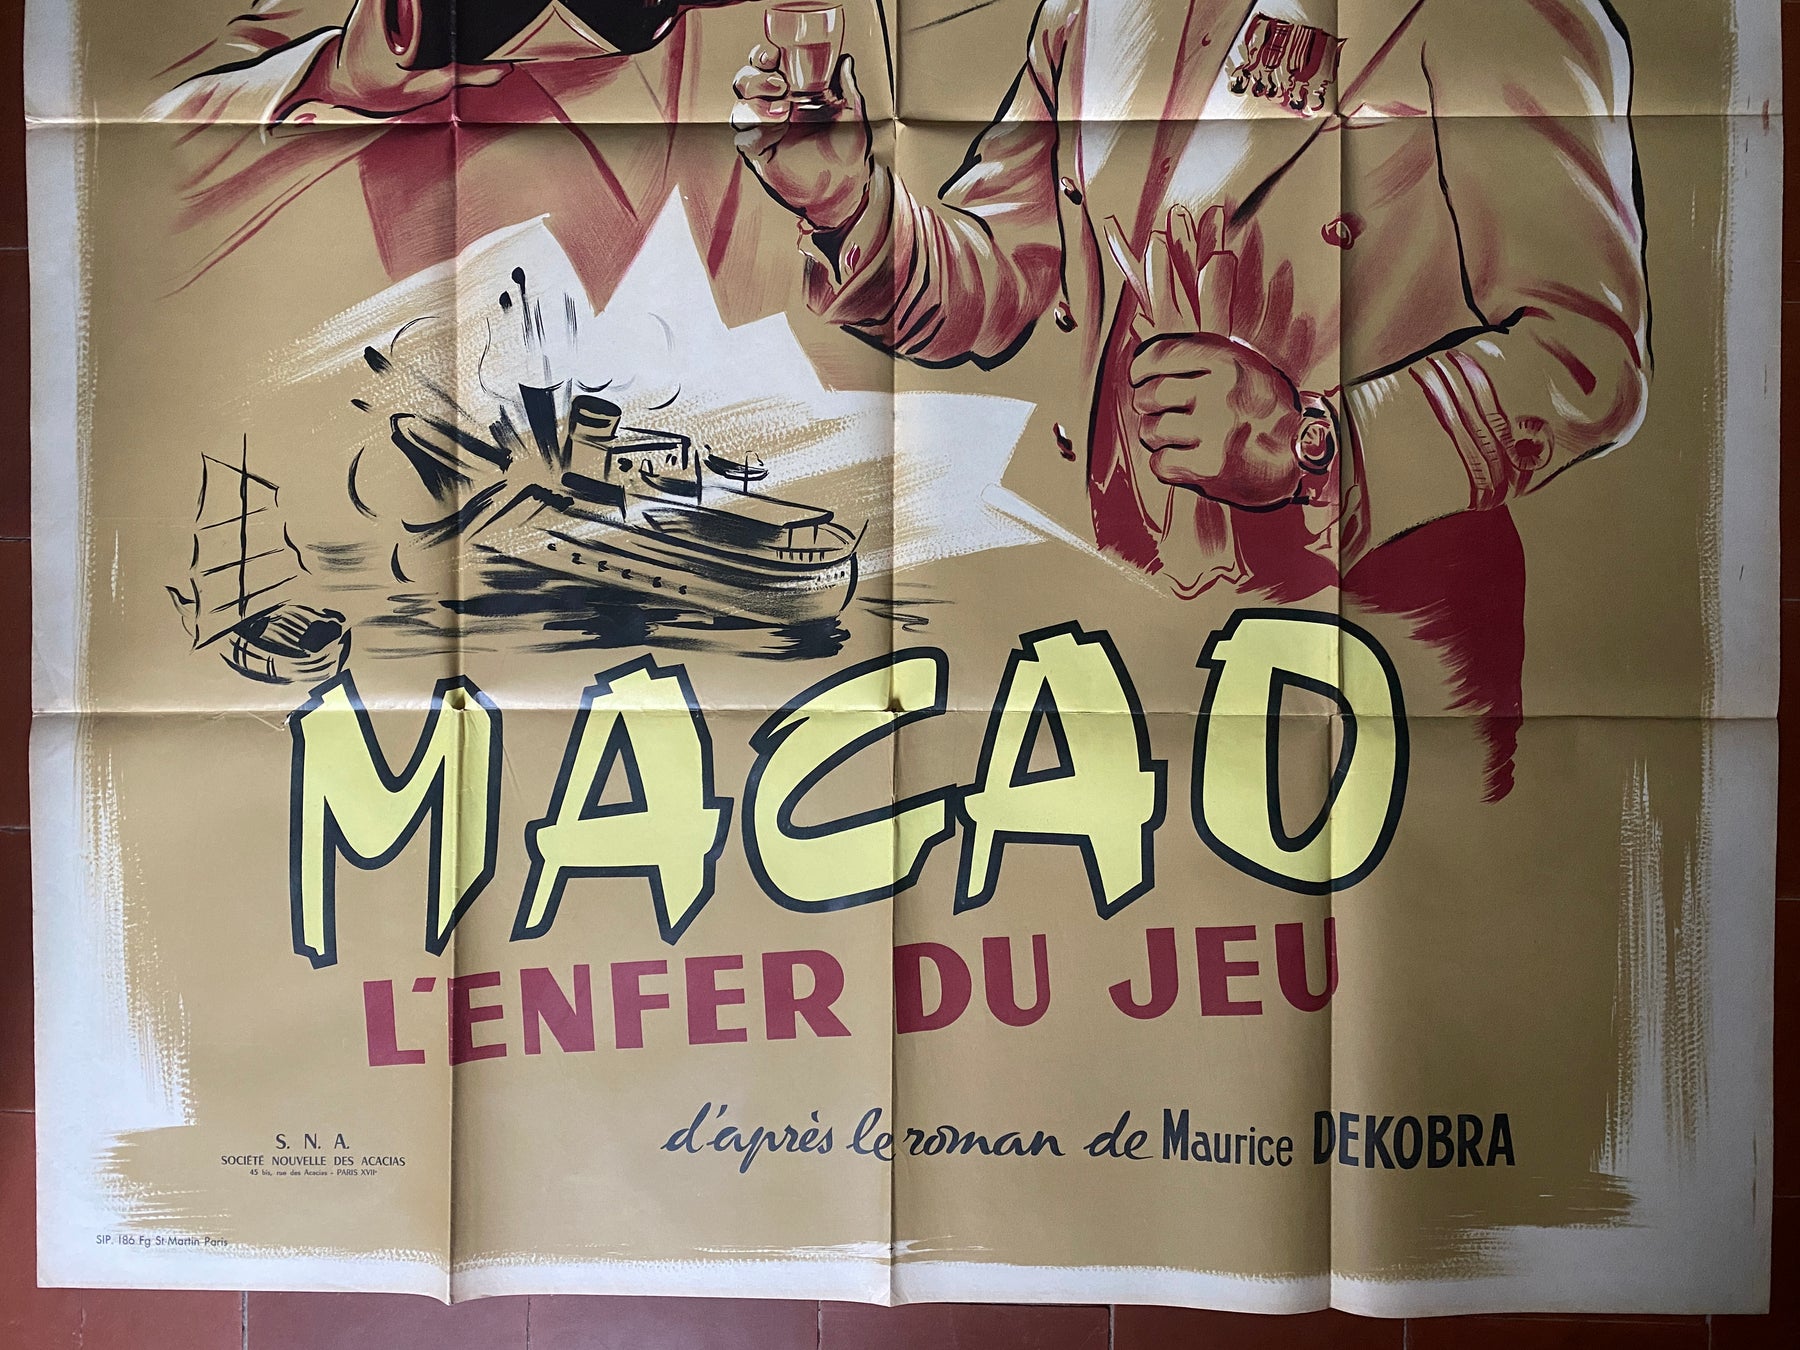 MACAO
L'ENFER DU JEU
d'après le roman de Maurice DEKOBRA
S. N. A.
SOCIÉTÉ NOUVELLE DES ACACIAS
45 bis, rue des Acacias - PARIS XVIIe
SIP. 186 Fg St-Martin Paris